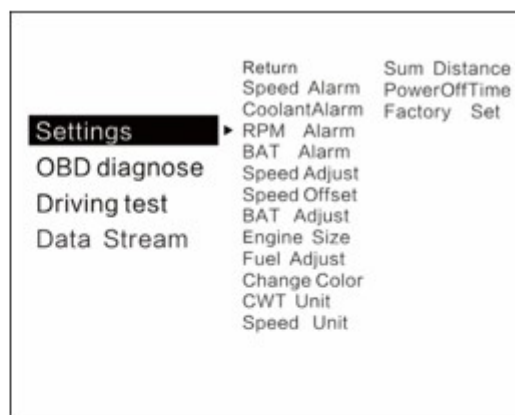 Settings
OBD diagnose
Driving test
Data Stream
Return
Speed Alarm
CoolantAlarm
RPM Alarm
BAT Alarm
Speed Adjust
Speed Offset
BAT Adjust
Engine Size
Fuel Adjust
Change Color
CWT Unit
Speed Unit
Sum Distance
PowerOffTime
Factory Set